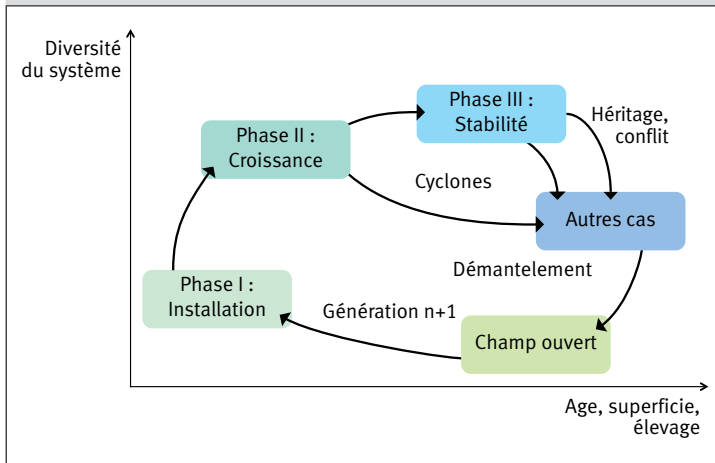 Diversité
du système
Phase III :
Stabilité
Héritage,
conflit
Phase II :
Croissance
Cyclones
Autres cas
Démantelement
Phase I :
Installation
Génération n+1
Champ ouvert
Age, superficie,
élevage